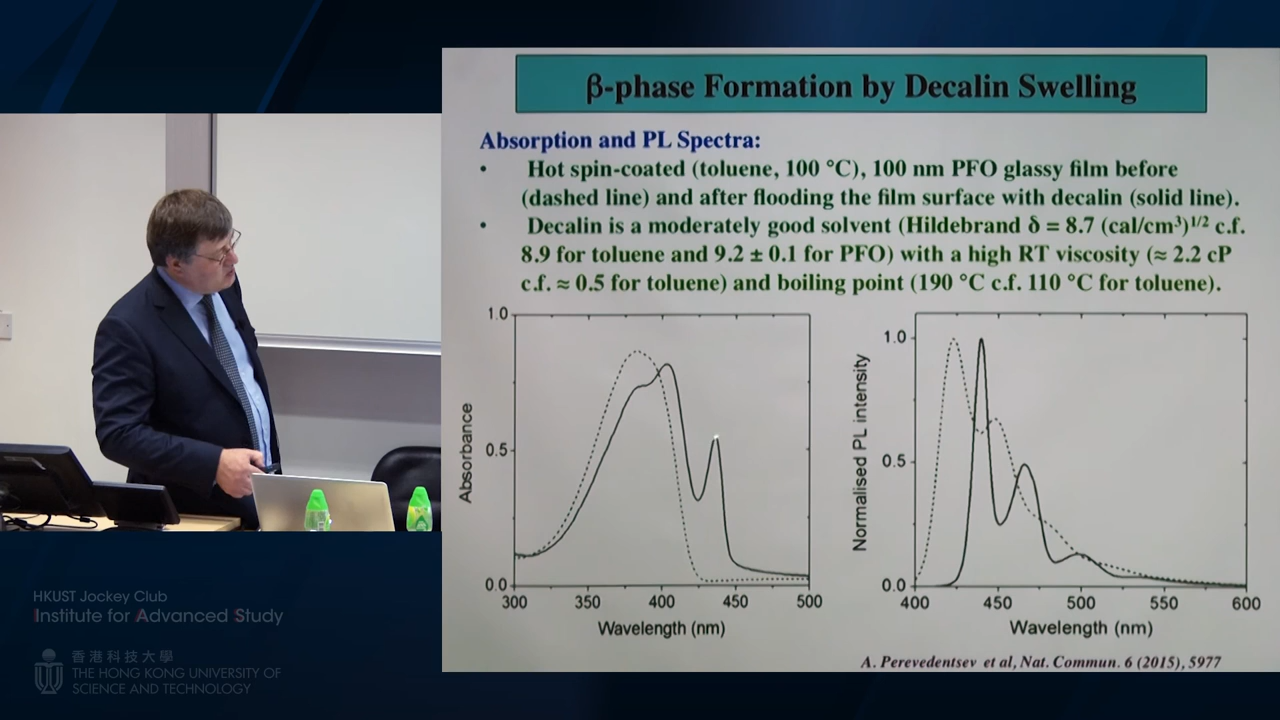 β-phase Formation by Decalin Swelling
Absorption and PL Spectra:
• Hot spin-coated (toluene, 100 °C), 100 nm PFO glassy film before
(dashed line) and after flooding the film surface with decalin (solid line).
• Decalin is a moderately good solvent (Hildebrand δ = 8.7 (cal/cm³)¹/² c.f.
8.9 for toluene and 9.2 ± 0.1 for PFO) with a high RT viscosity (≈ 2.2 cP
c.f. ≈ 0.5 for toluene) and boiling point (190 °C c.f. 110 °C for toluene).
1.0
0.5
0.0
Absorbance
300 350 400 450 500
Wavelength (nm)
1.0
0.5
0.0
Normalised PL intensity
400 450 500 550 600
Wavelength (nm)
A. Perevedentsev et al, Nat. Commun. 6 (2015), 5977
HKUST Jockey Club
Institute for Advanced Study
香港科技大學
THE HONG KONG UNIVERSITY OF
SCIENCE AND TECHNOLOGY